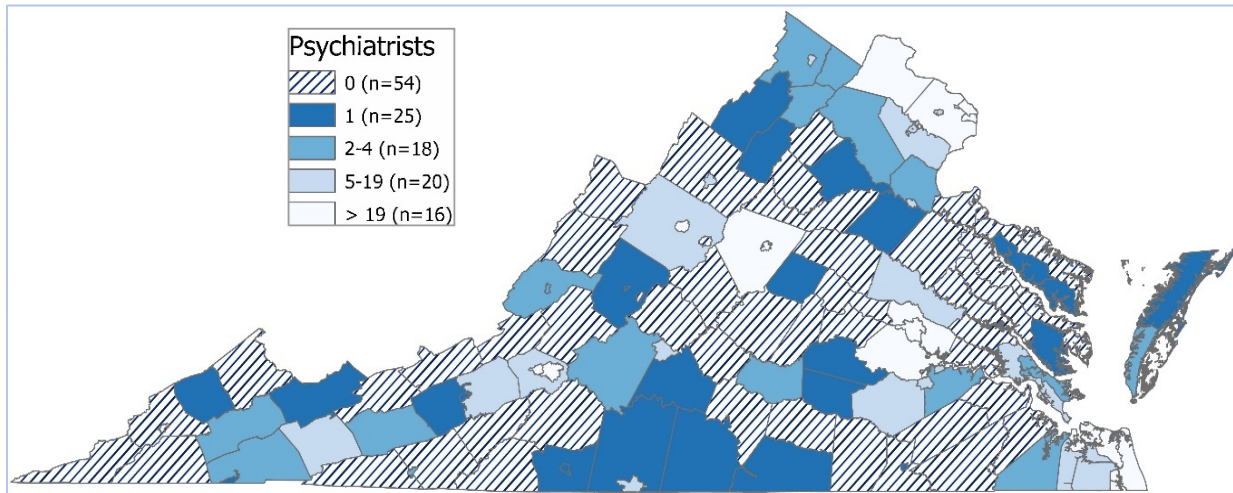 Psychiatrists
0 (n=54)
1 (n=25)
2-4 (n=18)
5-19 (n=20)
> 19 (n=16)